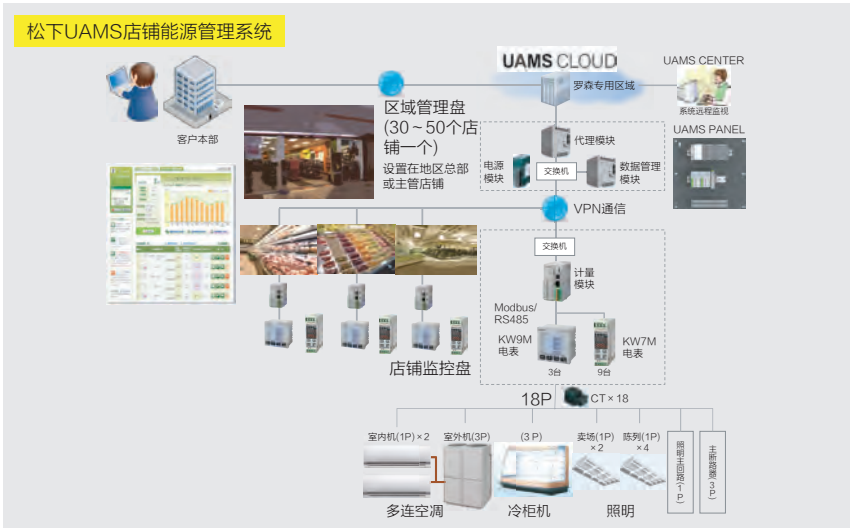 松下UAMS店铺能源管理系统
UAMS CLOUD
UAMS CENTER
罗森专用区域
系统远程监视
客户本部
区域管理盘
(30～50个店
铺一个)
设置在地区总部
或主管店铺
代理模块
电源
模块
交换机
数据管理
模块
UAMS PANEL
VPN通信
交换机
计量
模块
Modbus/
RS485
KW9M
电表
3台
KW7M
电表
9台
店铺监控盘
18P
CT×18
室内机(1P)×2
室外机(3P)
(3P)
卖场(1P)
×2
陈列(1P)
×4
照明主回路(1P)
主断路器(3P)
多连空调
冷柜机
照明